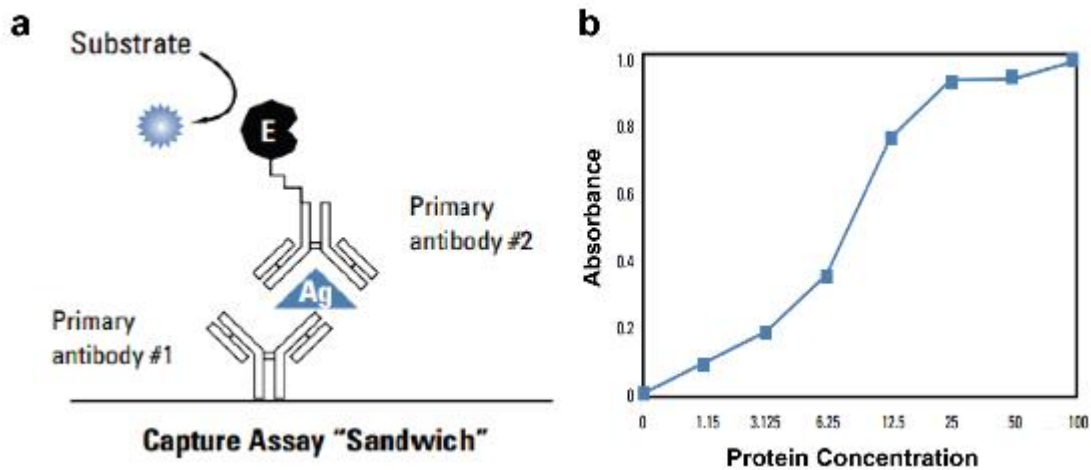 a
Substrate
E
Primary
antibody #2
Ag
Primary
antibody #1
Capture Assay "Sandwich"
b
Absorbance
1.0
0.8
0.6
0.4
0.2
0
0 1.15 3.125 6.25 12.5 25 50 100
Protein Concentration